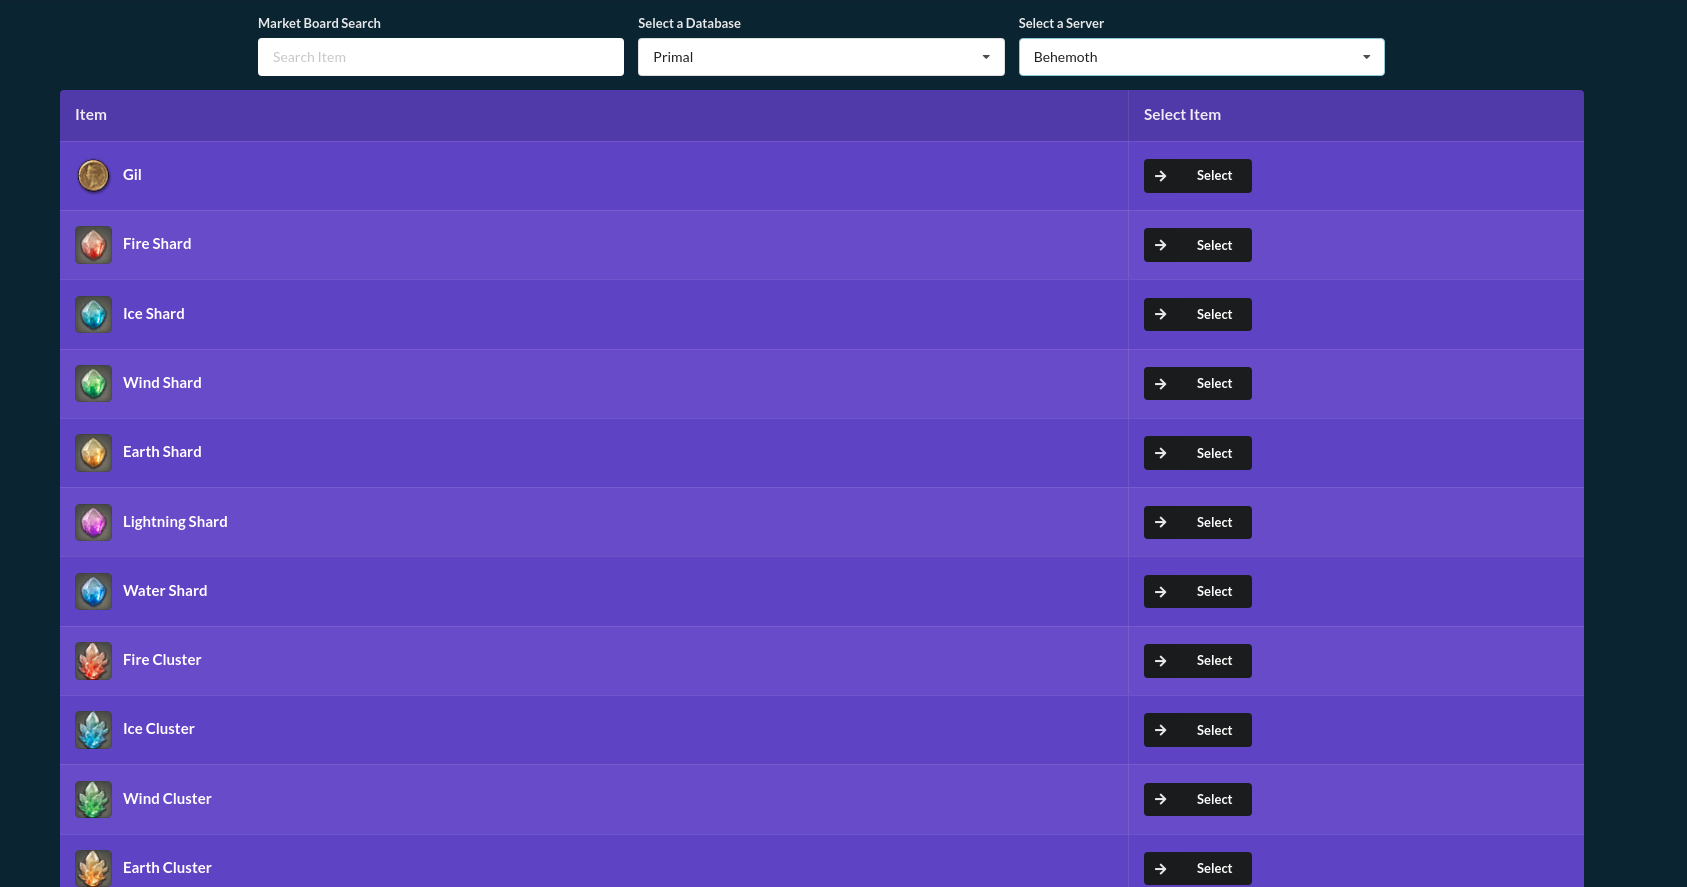 Market Board Search
Select a Database
Select a Server
Search Item
Primal
Behemoth
Item
Select Item
Gil
Select
Fire Shard
Select
Ice Shard
Select
Wind Shard
Select
Earth Shard
Select
Lightning Shard
Select
Water Shard
Select
Fire Cluster
Select
Ice Cluster
Select
Wind Cluster
Select
Earth Cluster
Select